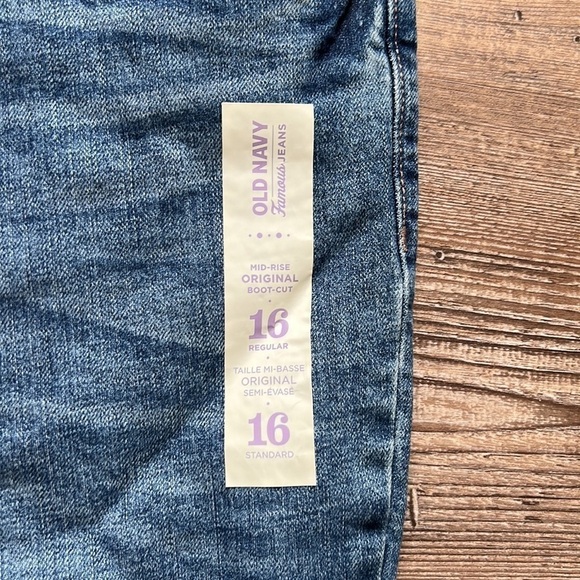 OLD NAVY
Famous JEANS
MID-RISE
ORIGINAL
BOOT-CUT
16
REGULAR
TAILLE MI-BASSE
ORIGINAL
SEMI-ÉVASÉ
16
STANDARD